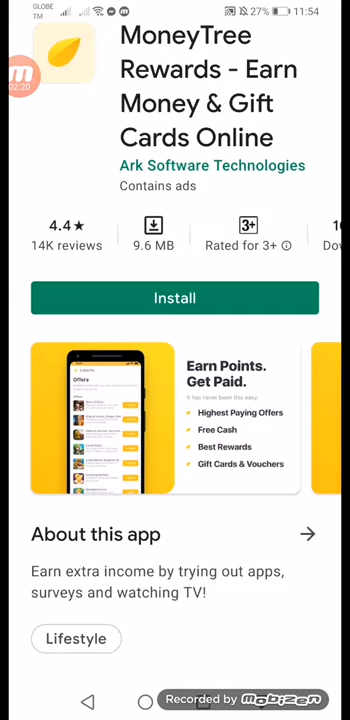 GLOBE
TM
27%
11:54
02:20
MoneyTree
Rewards - Earn
Money & Gift
Cards Online
Ark Software Technologies
Contains ads
4.4★
14K reviews
9.6 MB
3+
Rated for 3+
Install
Offers
Earn Points.
Get Paid.
It has never been this easy.
Highest Paying Offers
Free Cash
Best Rewards
Gift Cards & Vouchers
About this app
Earn extra income by trying out apps,
surveys and watching TV!
Lifestyle
Recorded by mobizen